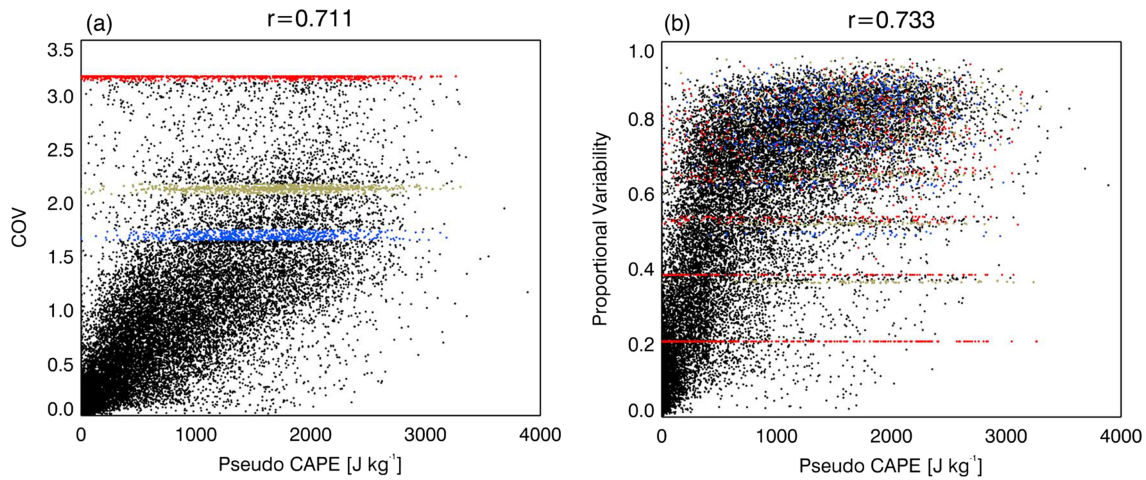 (a)
r=0.711
3.5
3.0
2.5
2.0
1.5
1.0
0.5
0.0
COV
0 1000 2000 3000 4000
Pseudo CAPE [J kg⁻¹]
(b)
r=0.733
1.0
0.8
0.6
0.4
0.2
0.0
Proportional Variability
0 1000 2000 3000 4000
Pseudo CAPE [J kg⁻¹]